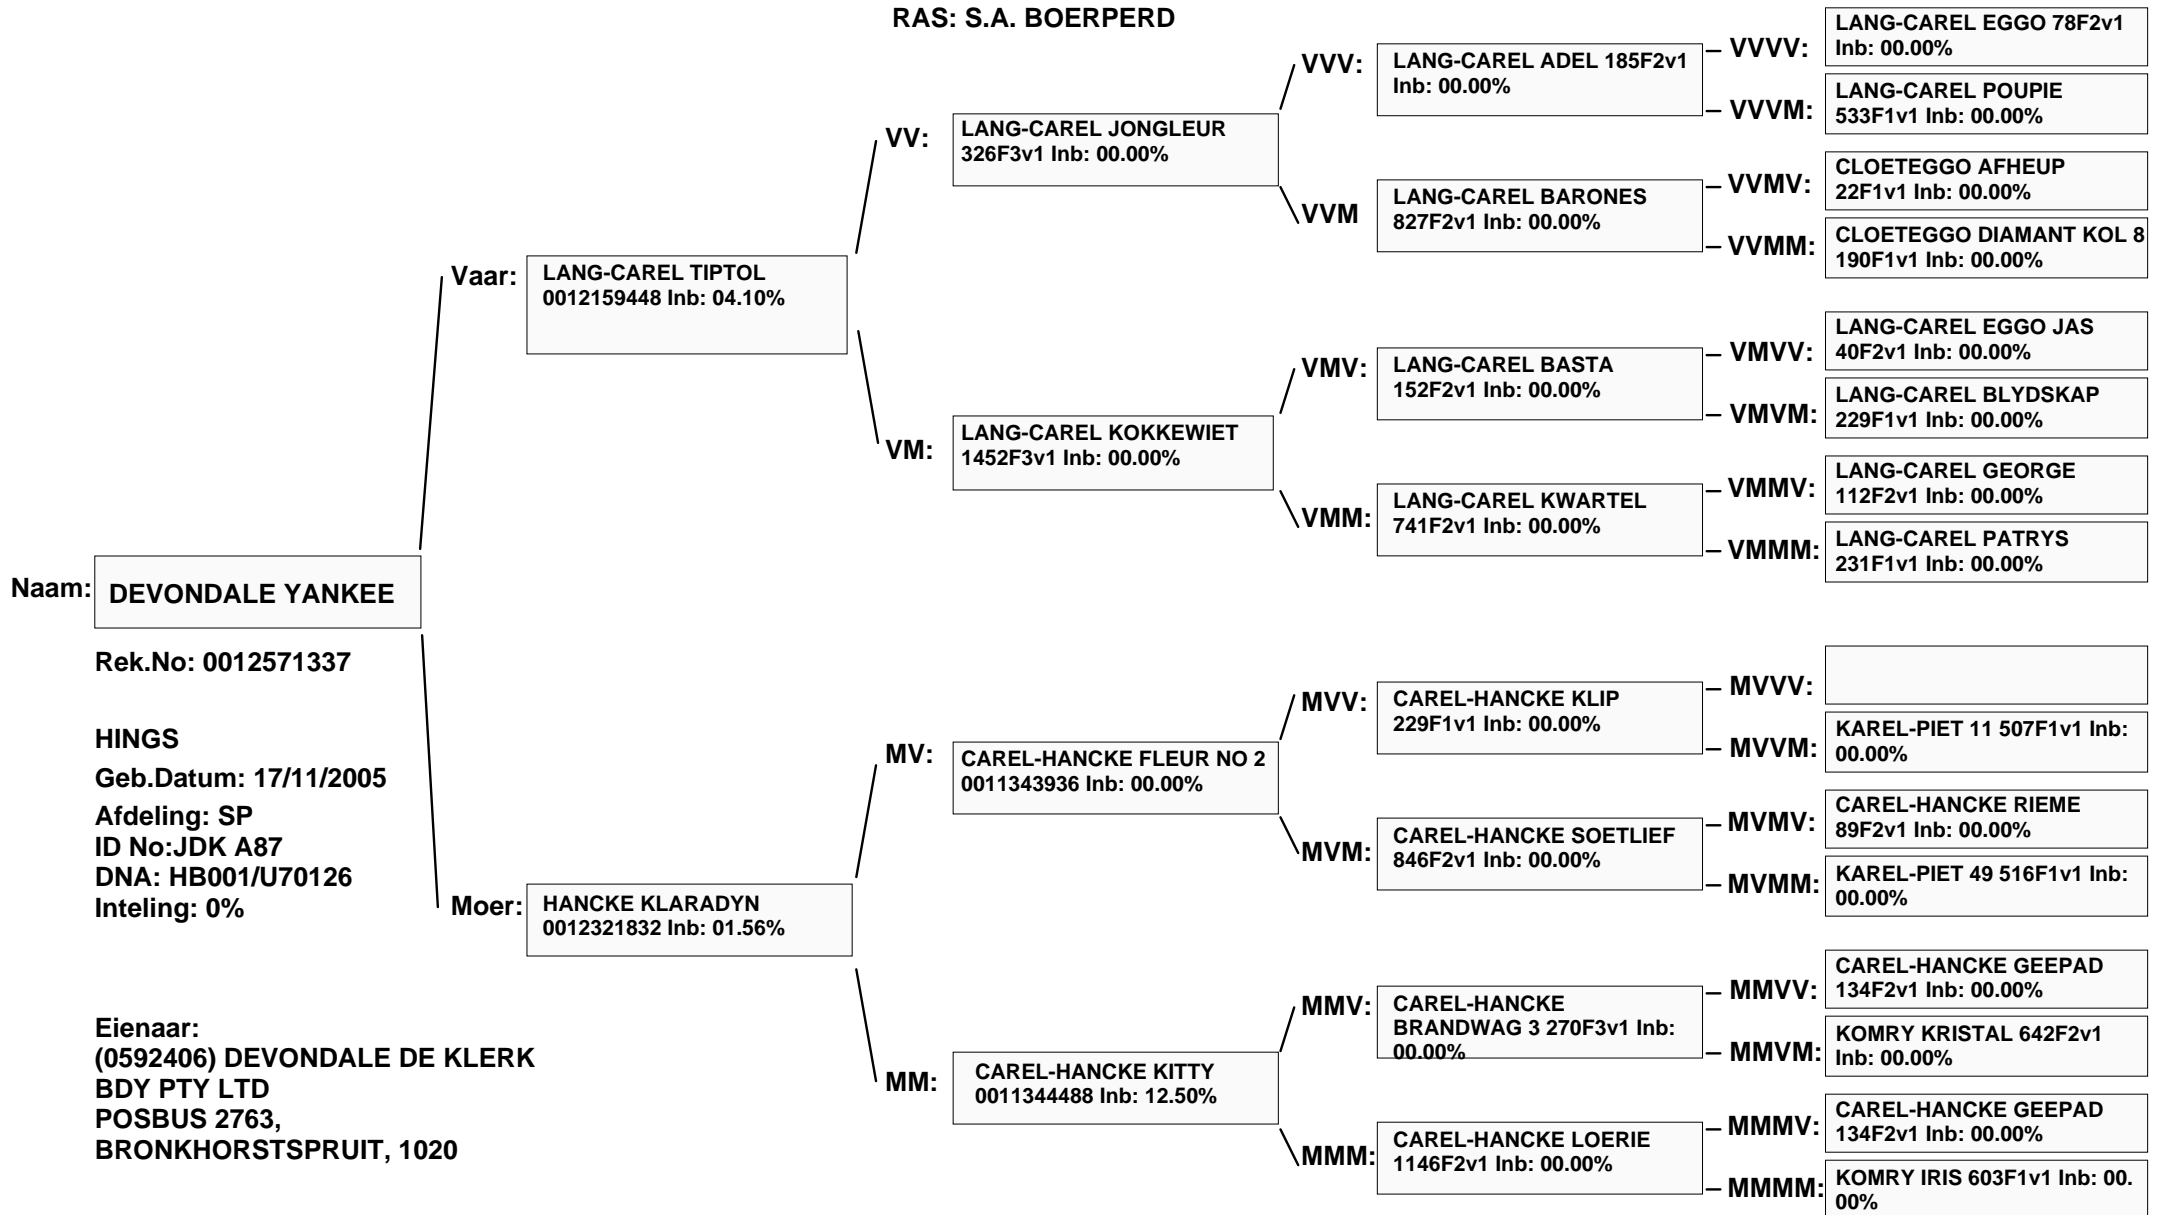 RAS: S.A. BOERPERD
Naam:
DEVONDALE YANKEE
Rek.No: 0012571337
HINGS
Geb.Datum: 17/11/2005
Afdeling: SP
ID No:JDK A87
DNA: HB001/U70126
Inteling: 0%
Eienaar:
(0592406) DEVONDALE DE KLERK
BDY PTY LTD
POSBUS 2763,
BRONKHORSTSPRUIT, 1020
Vaar:
LANG-CAREL TIPTOL
0012159448 Inb: 04.10%
Moer:
HANCKE KLARADYN
0012321832 Inb: 01.56%
VV:
LANG-CAREL JONGLEUR
326F3v1 Inb: 00.00%
VM:
LANG-CAREL KOKKEWIET
1452F3v1 Inb: 00.00%
MV:
CAREL-HANCKE FLEUR NO 2
0011343936 Inb: 00.00%
MM:
CAREL-HANCKE KITTY
0011344488 Inb: 12.50%
VVV:
LANG-CAREL ADEL 185F2v1
Inb: 00.00%
VVM
LANG-CAREL BARONES
827F2v1 Inb: 00.00%
VMV:
LANG-CAREL BASTA
152F2v1 Inb: 00.00%
VMM:
LANG-CAREL KWARTEL
741F2v1 Inb: 00.00%
MVV:
CAREL-HANCKE KLIP
229F1v1 Inb: 00.00%
MVM:
CAREL-HANCKE SOETLIEF
846F2v1 Inb: 00.00%
MMV:
CAREL-HANCKE
BRANDWAG 3 270F3v1 Inb:
00.00%
MMM:
CAREL-HANCKE LOERIE
1146F2v1 Inb: 00.00%
VVVV:
LANG-CAREL EGGO 78F2v1
Inb: 00.00%
VVVM:
LANG-CAREL POUPIE
533F1v1 Inb: 00.00%
VVMV:
CLOETEGGO AFHEUP
22F1v1 Inb: 00.00%
VVMM:
CLOETEGGO DIAMANT KOL 8
190F1v1 Inb: 00.00%
VMVV:
LANG-CAREL EGGO JAS
40F2v1 Inb: 00.00%
VMVM:
LANG-CAREL BLYDSKAP
229F1v1 Inb: 00.00%
VMMV:
LANG-CAREL GEORGE
112F2v1 Inb: 00.00%
VMMM:
LANG-CAREL PATRYS
231F1v1 Inb: 00.00%
MVVV:
MVVM:
KAREL-PIET 11 507F1v1 Inb:
00.00%
MVMV:
CAREL-HANCKE RIEME
89F2v1 Inb: 00.00%
MVMM:
KAREL-PIET 49 516F1v1 Inb:
00.00%
MMVV:
CAREL-HANCKE GEEPAD
134F2v1 Inb: 00.00%
MMVM:
KOMRY KRISTAL 642F2v1
Inb: 00.00%
MMMV:
CAREL-HANCKE GEEPAD
134F2v1 Inb: 00.00%
MMMM:
KOMRY IRIS 603F1v1 Inb: 00.
00%